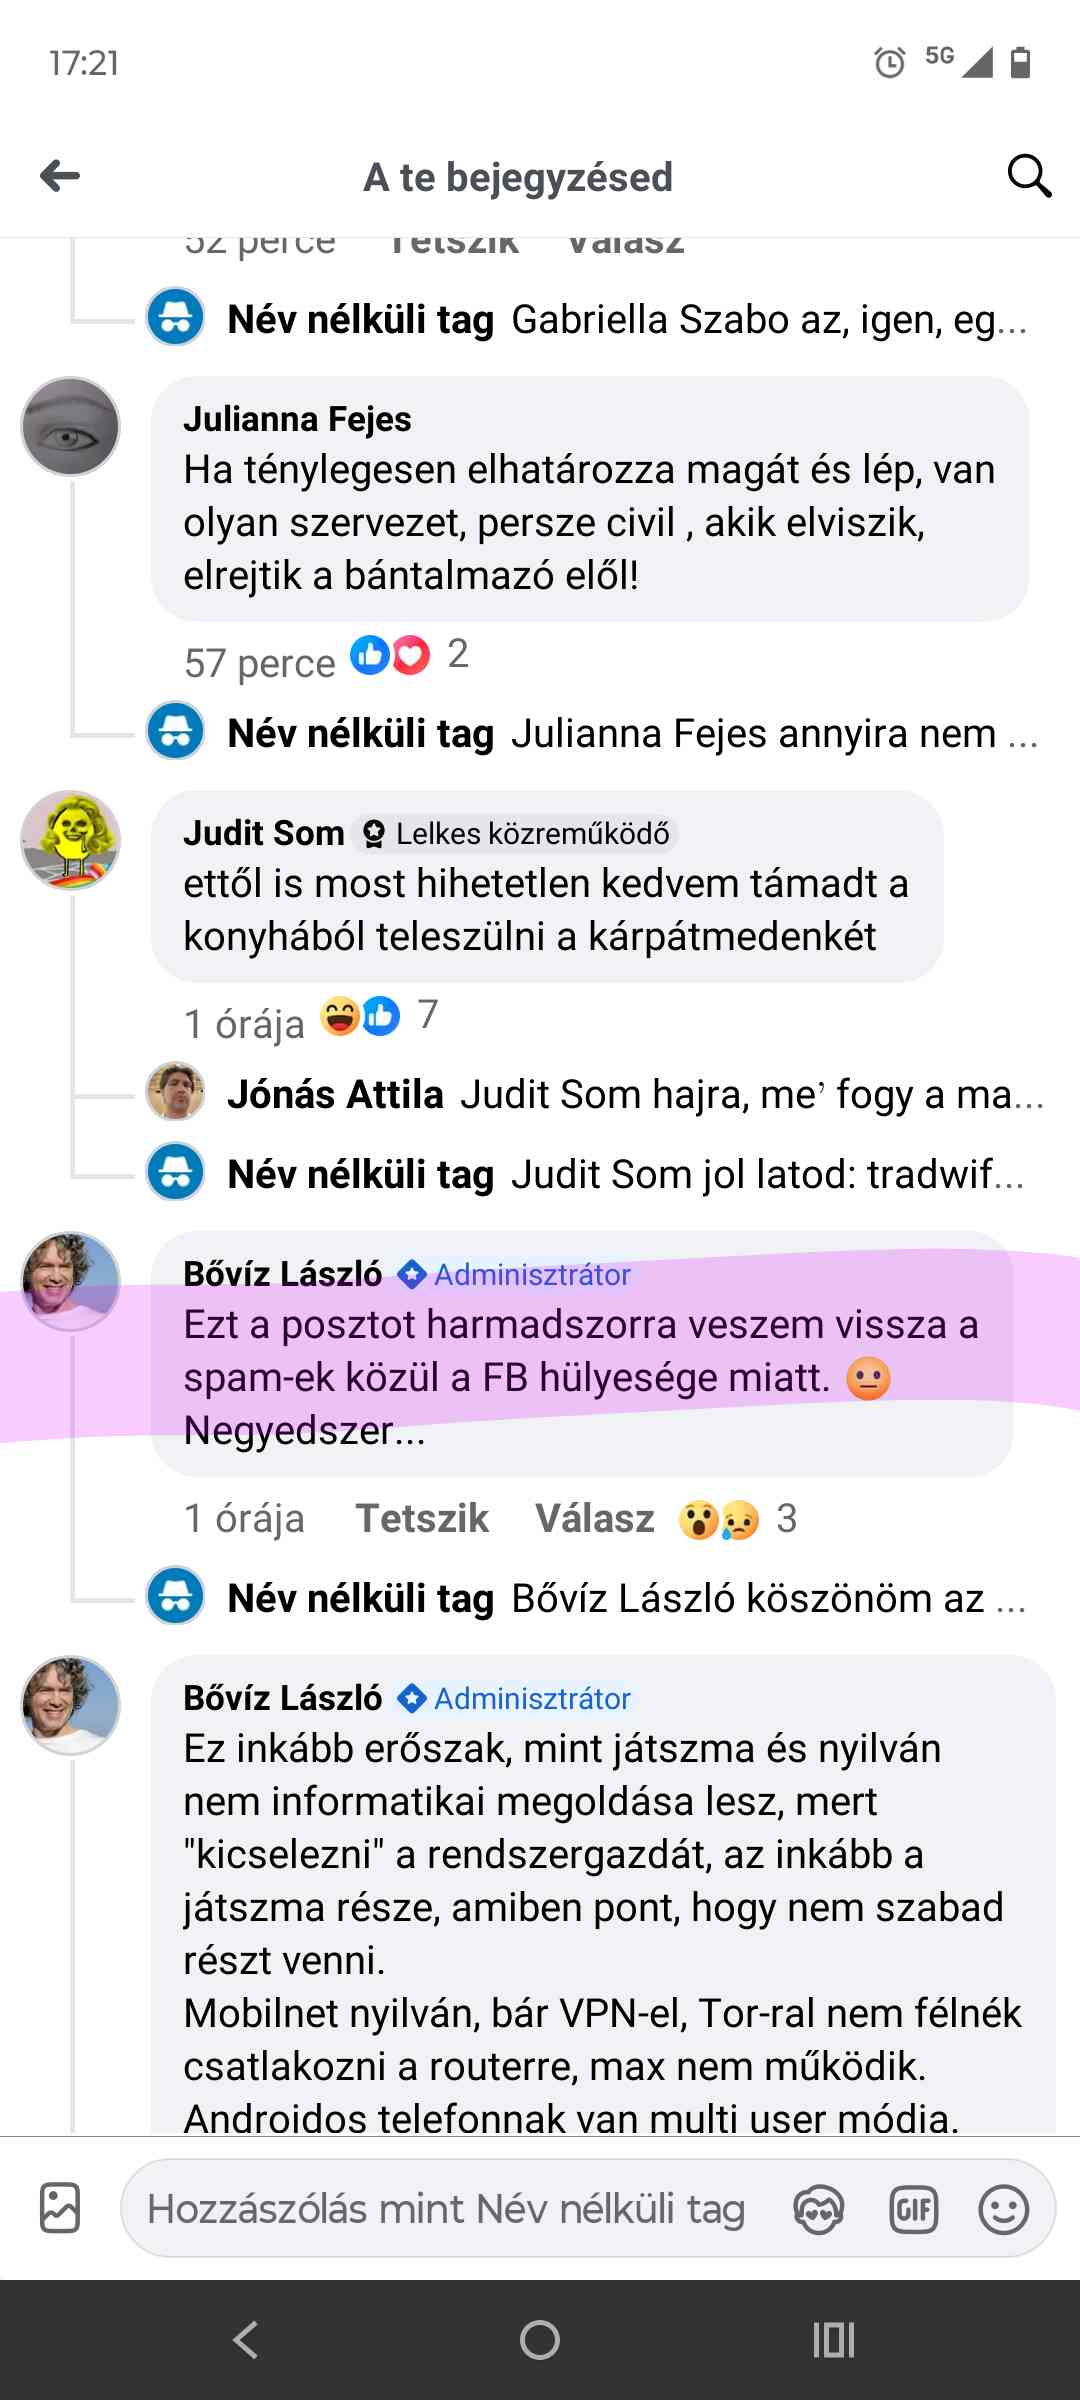 17:21
5G
A te bejegyzésed
52 perce Tetszik Válasz
Név nélküli tag Gabriella Szabo az, igen, eg...
Julianna Fejes
Ha ténylegesen elhatározza magát és lép, van
olyan szervezet, persze civil , akik elviszik,
elrejtik a bántalmazó elől!
57 perce 2
Név nélküli tag Julianna Fejes annyira nem ...
Judit Som Lelkes közreműködő
ettől is most hihetetlen kedvem támadt a
konyhából teleszülni a kárpátmedenkét
1 órája 7
Jónás Attila Judit Som hajra, me’ fogy a ma...
Név nélküli tag Judit Som jol latod: tradwif...
Bővíz László Adminisztrátor
Ezt a posztot harmadszorra veszem vissza a
spam-ek közül a FB hülyesége miatt. 😐
Negyedszer...
1 órája Tetszik Válasz 3
Név nélküli tag Bővíz László köszönöm az ...
Bővíz László Adminisztrátor
Ez inkább erőszak, mint játszma és nyilván
nem informatikai megoldása lesz, mert
"kicselezni" a rendszergazdát, az inkább a
játszma része, amiben pont, hogy nem szabad
részt venni.
Mobilnet nyilván, bár VPN-el, Tor-ral nem félnék
csatlakozni a routerre, max nem működik.
Androidos telefonnak van multi user módja.
Hozzászólás mint Név nélküli tag GIF